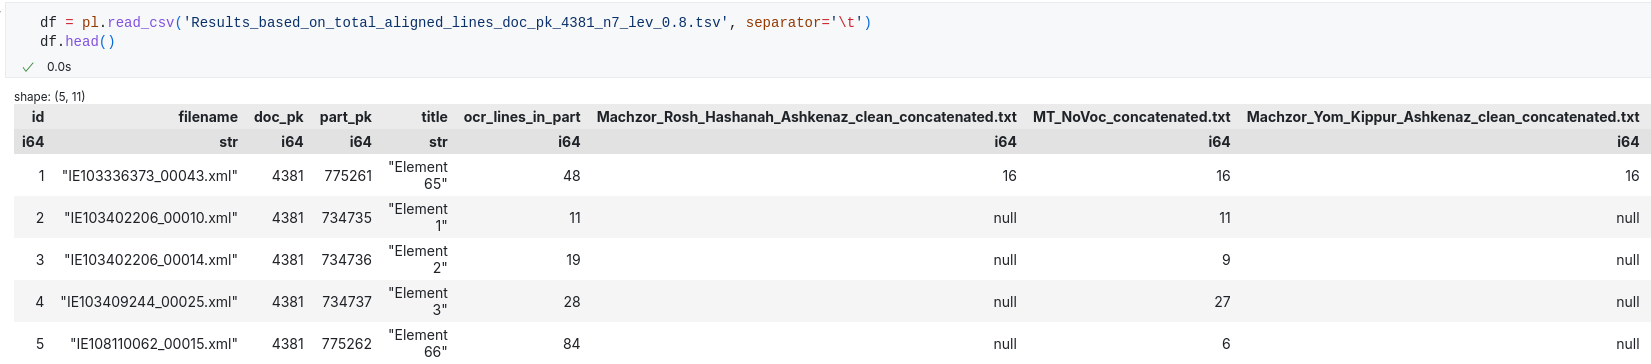 df = pl.read_csv('Results_based_on_total_aligned_lines_doc_pk_4381_n7_lev_0.8.tsv', separator='\t')
df.head()
0.0s
shape: (5, 11)
id filename doc_pk part_pk title ocr_lines_in_part Machzor_Rosh_Hashanah_Ashkenaz_clean_concatenated.txt MT_NoVoc_concatenated.txt Machzor_Yom_Kippur_Ashkenaz_clean_concatenated.txt
i64 str i64 i64 str i64 i64 i64 i64
1 "IE103336373_00043.xml" 4381 775261 "Element 65" 48 16 16 16
2 "IE103402206_00010.xml" 4381 734735 "Element 1" 11 null 11 null
3 "IE103402206_00014.xml" 4381 734736 "Element 2" 19 null 9 null
4 "IE103409244_00025.xml" 4381 734737 "Element 3" 28 null 27 null
5 "IE108110062_00015.xml" 4381 775262 "Element 66" 84 null 6 null